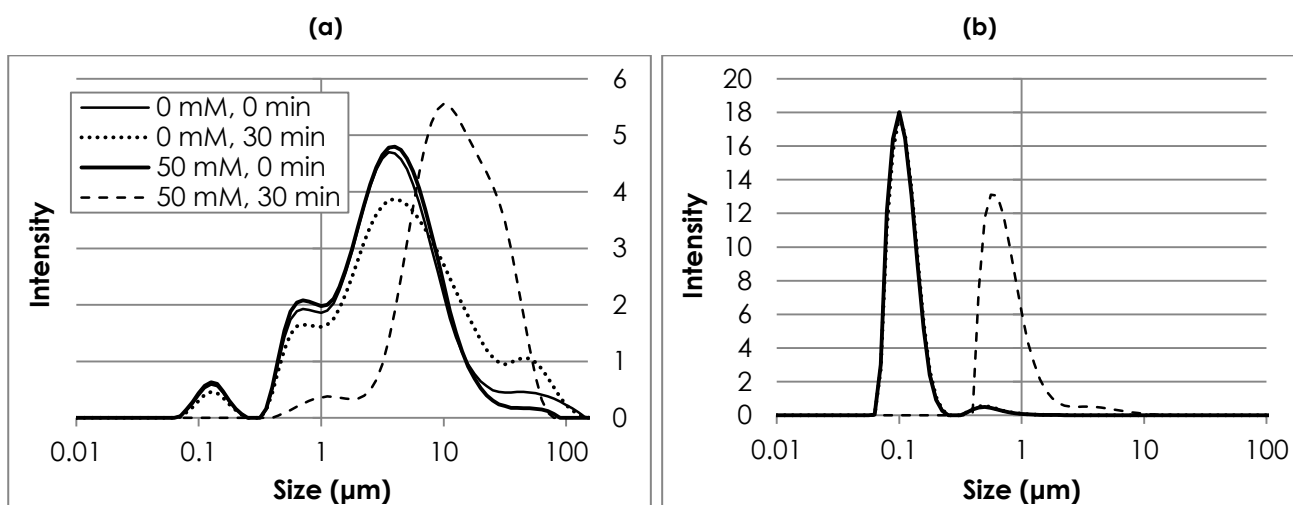 (a)
6
5
4
3
2
1
0
0 mM, 0 min
0 mM, 30 min
50 mM, 0 min
50 mM, 30 min
Intensity
0.01 0.1 1 10 100
Size (µm)
(b)
20
18
16
14
12
10
8
6
4
2
0
Intensity
0.01 0.1 1 10 100
Size (µm)